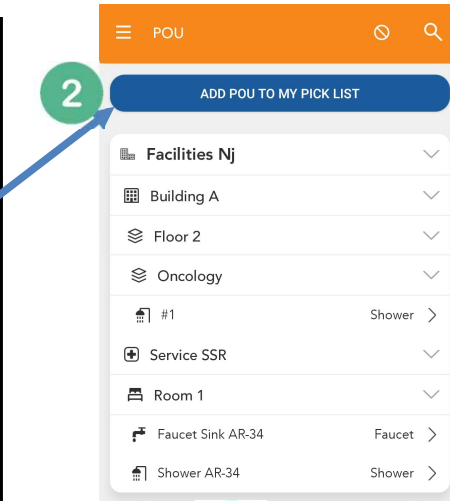 POU
2
ADD POU TO MY PICK LIST
Facilities Nj
Building A
Floor 2
Oncology
#1 Shower
Service SSR
Room 1
Faucet Sink AR-34 Faucet
Shower AR-34 Shower